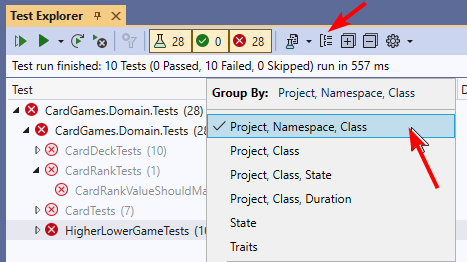 Test Explorer
28 0 28
Test run finished: 10 Tests (0 Passed, 10 Failed, 0 Skipped) run in 557 ms
Test
Group By: Project, Namespace, Class
CardGames.Domain.Tests (28)
Project, Namespace, Class
CardGames.Domain.Tests (28
CardDeckTests (10)
Project, Class
CardRankTests (1)
Project, Class, State
CardRankValueShouldMa
Project, Class, Duration
CardTests (7)
State
HigherLowerGameTests (10
Traits